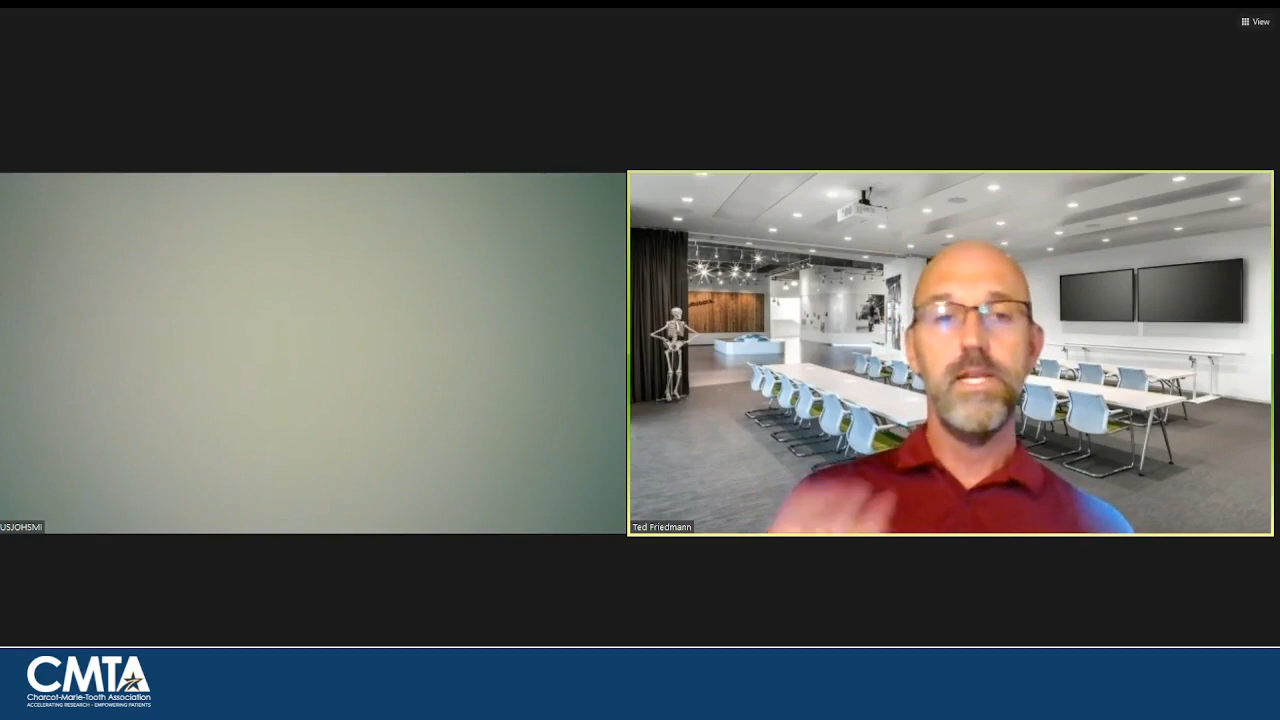 View
USJOHSMI
Ted Friedmann
CMTA
Charcot-Marie-Tooth Association
ACCELERATING RESEARCH - EMPOWERING PATIENTS